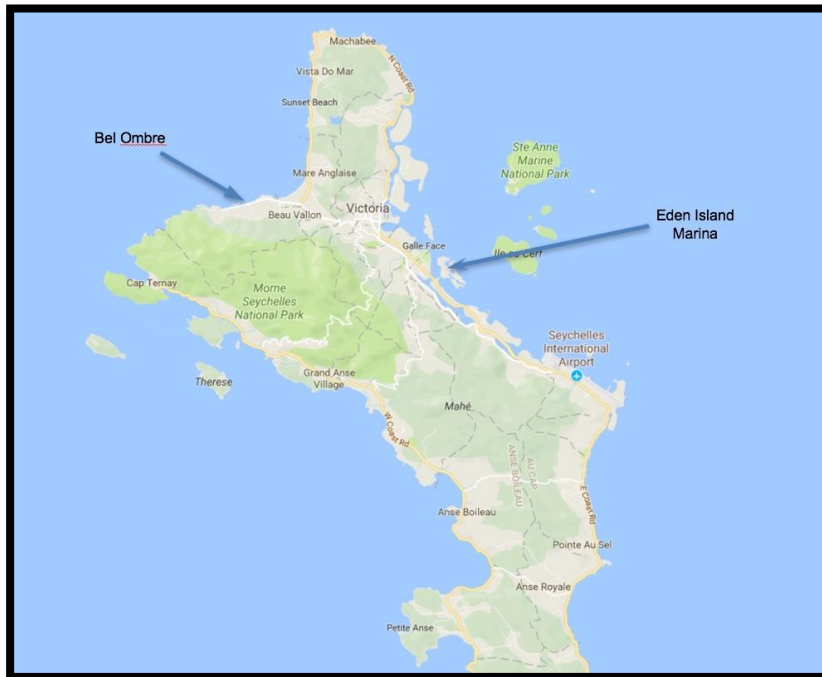 Machabee
N Coast Rd
Vista Do Mar
Sunset Beach
Bel Ombre
Ste Anne
Marine
National Park
Mare Anglaise
Victoria
Beau Vallon
Eden Island
Marina
Galle Face
Ile du Cerf
Cap Ternay
Morne
Seychelles
National Park
Seychelles
International
Airport
Therese
Grand Anse
Village
Mahé
W Coast Rd
ANSE BOILEAU
AU CAP
E Coast Rd
Anse Boileau
Pointe Au Sel
Anse Royale
Petite Anse